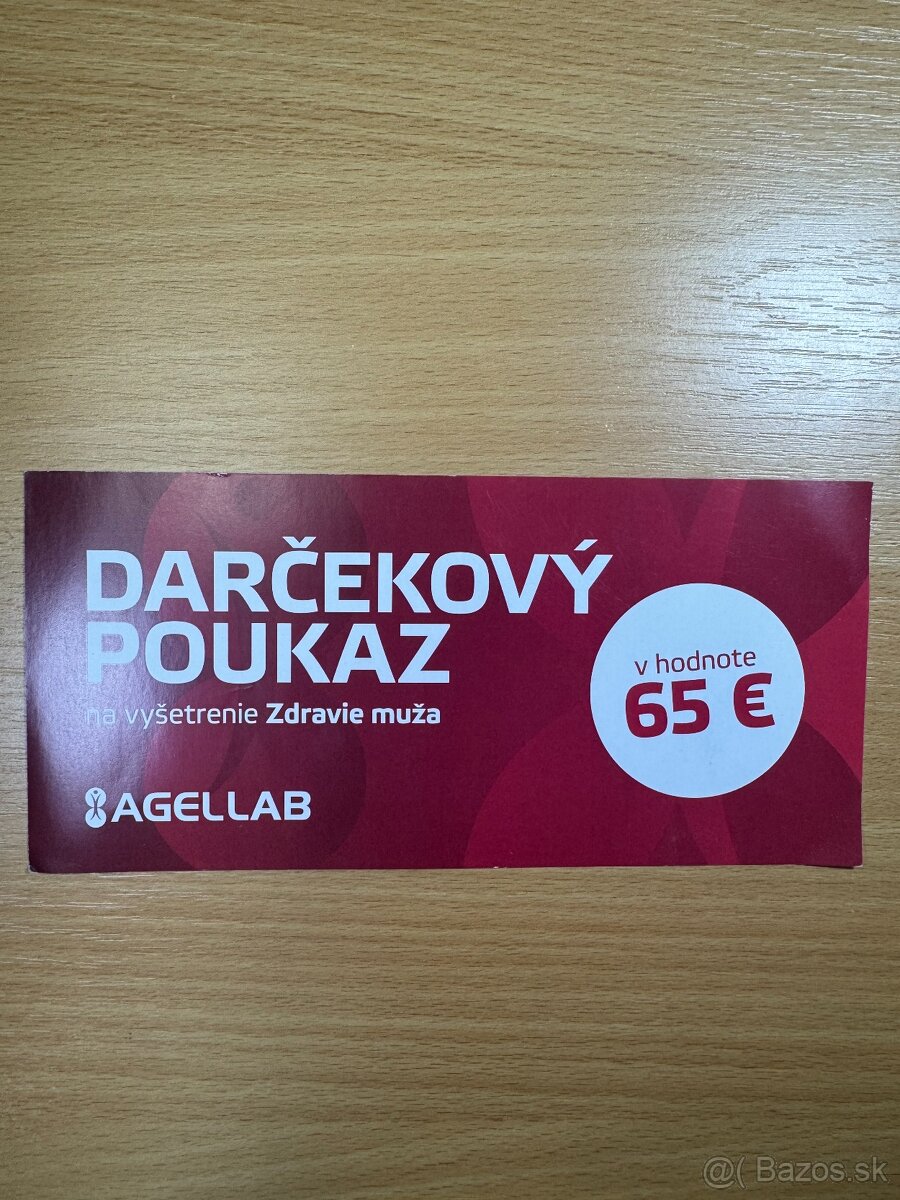 DARČEKOVÝ
POUKAZ
na vyšetrenie Zdravie muža
v hodnote
65 €
AGELLAB
@( Bazos.sk